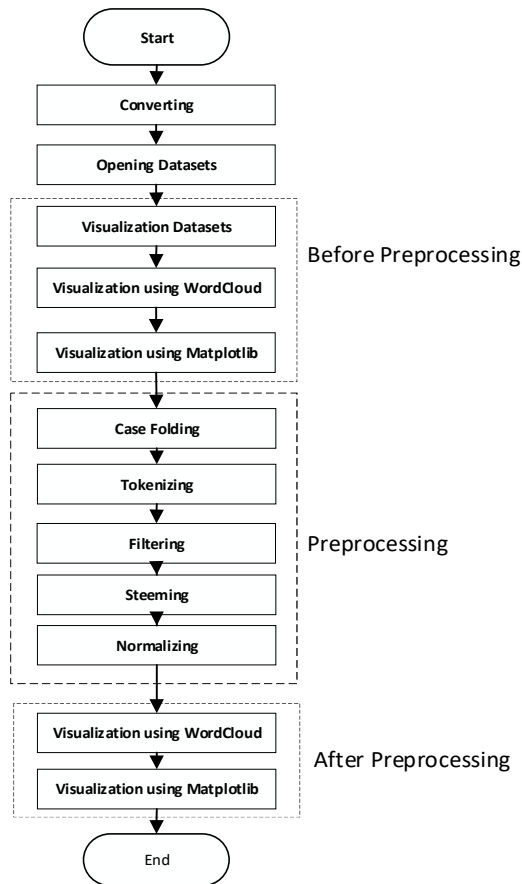 Start
Converting
Opening Datasets
Visualization Datasets
Before Preprocessing
Visualization using WordCloud
Visualization using Matplotlib
Case Folding
Tokenizing
Filtering
Preprocessing
Steeming
Normalizing
Visualization using WordCloud
After Preprocessing
Visualization using Matplotlib
End